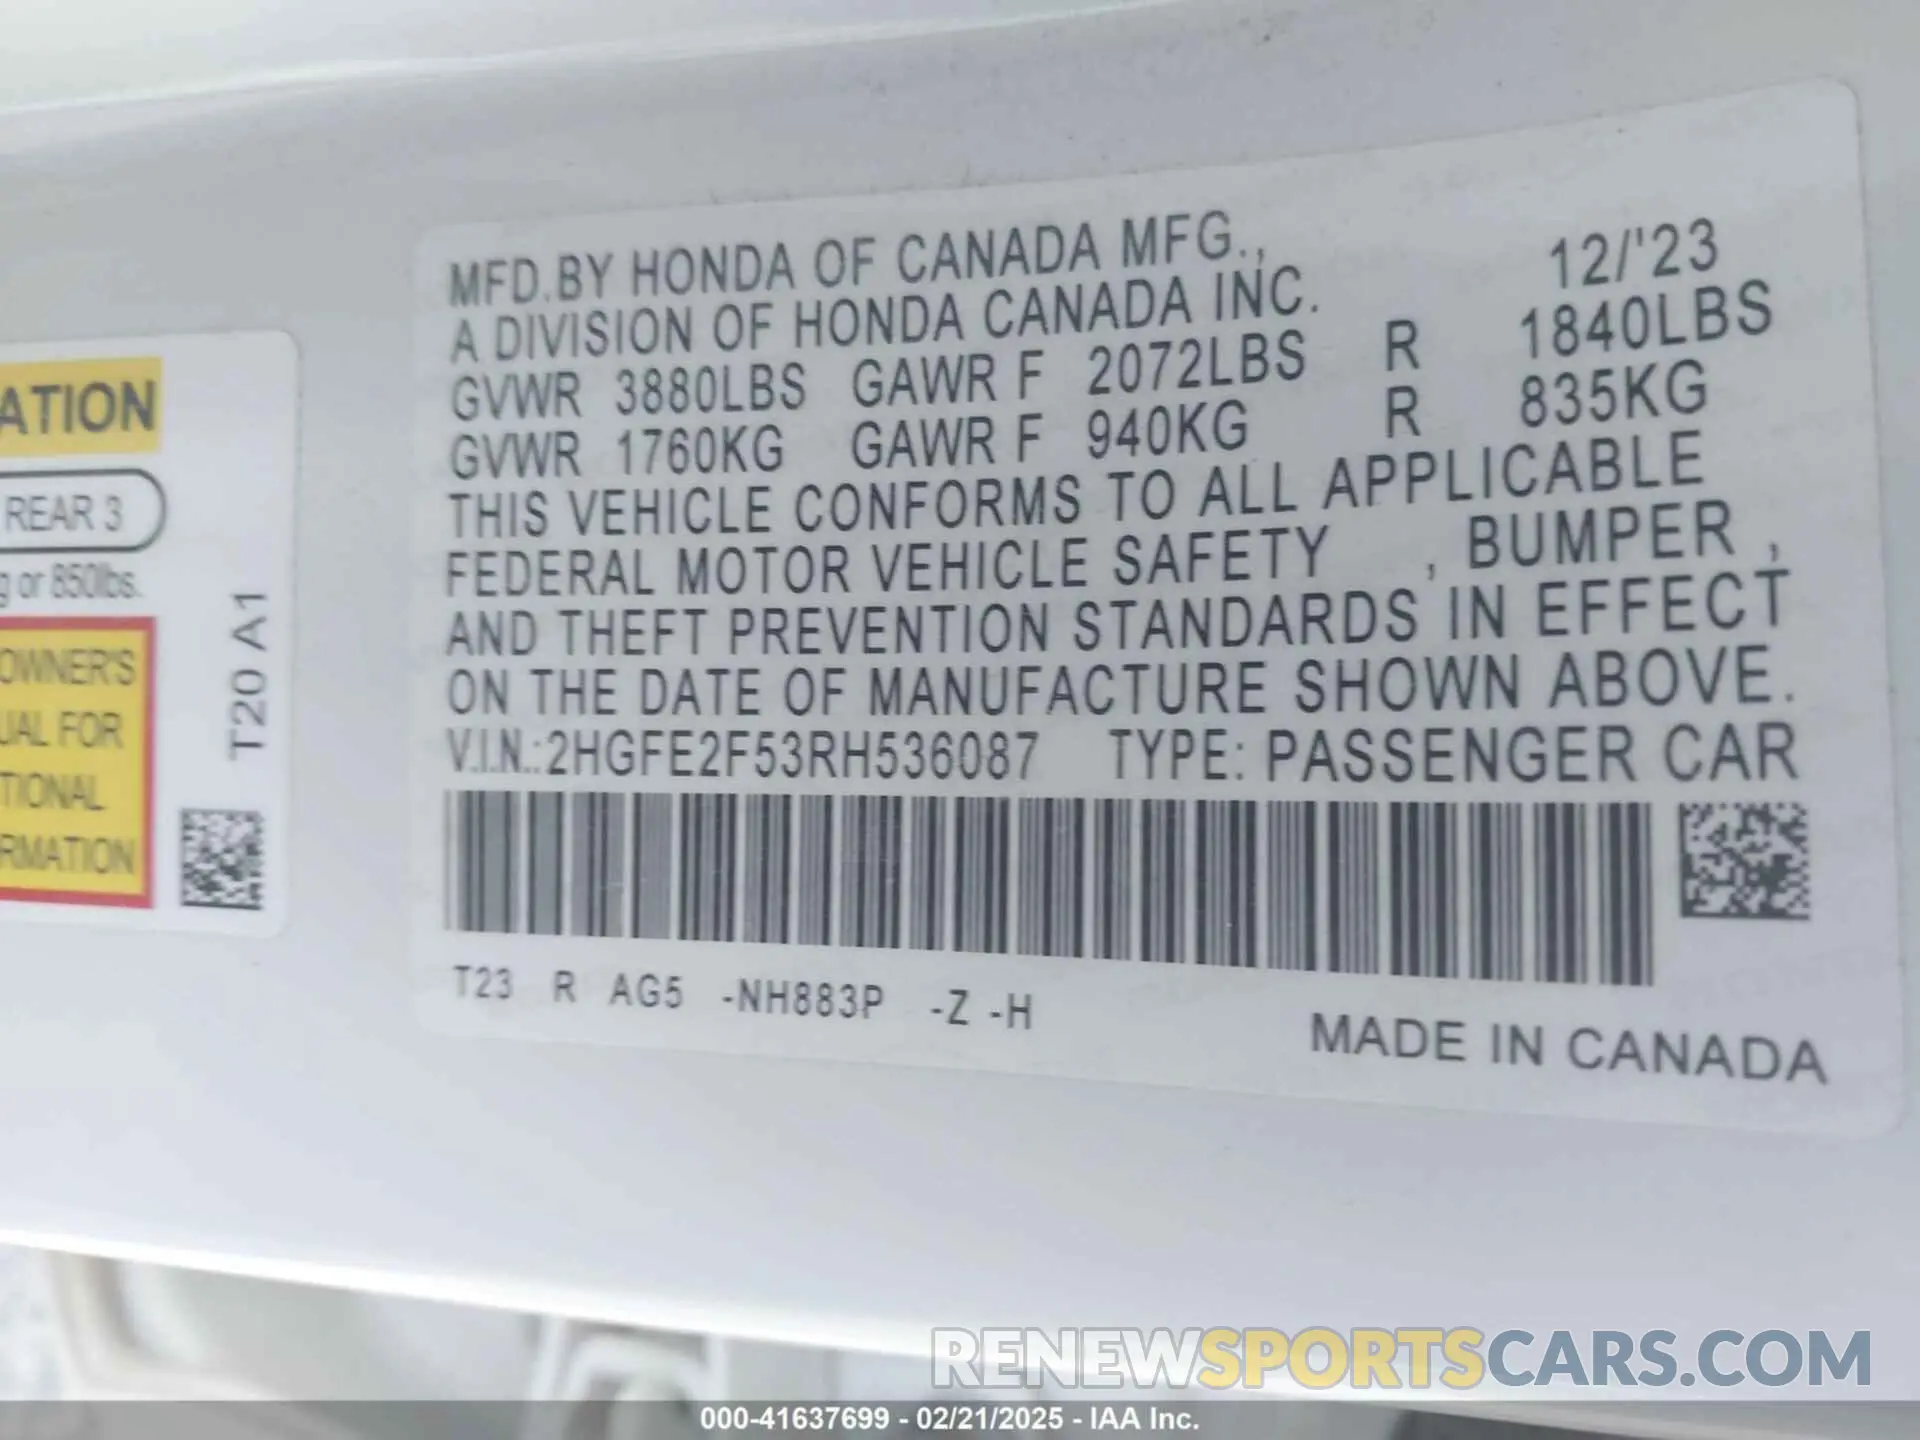 ATION
REAR 3
g or 850lbs.
OWNER'S
UAL FOR
TIONAL
RMATION
T20 A1
MFD.BY HONDA OF CANADA MFG., 12/'23
A DIVISION OF HONDA CANADA INC.
GVWR 3880LBS GAWR F 2072LBS R 1840LBS
GVWR 1760KG GAWR F 940KG R 835KG
THIS VEHICLE CONFORMS TO ALL APPLICABLE
FEDERAL MOTOR VEHICLE SAFETY , BUMPER ,
AND THEFT PREVENTION STANDARDS IN EFFECT
ON THE DATE OF MANUFACTURE SHOWN ABOVE.
V.I.N.:2HGFE2F53RH536087 TYPE: PASSENGER CAR
T23 R AG5 -NH883P -Z -H
MADE IN CANADA
RENEWSPORTSCARS.COM
000-41637699 - 02/21/2025 - IAA Inc.